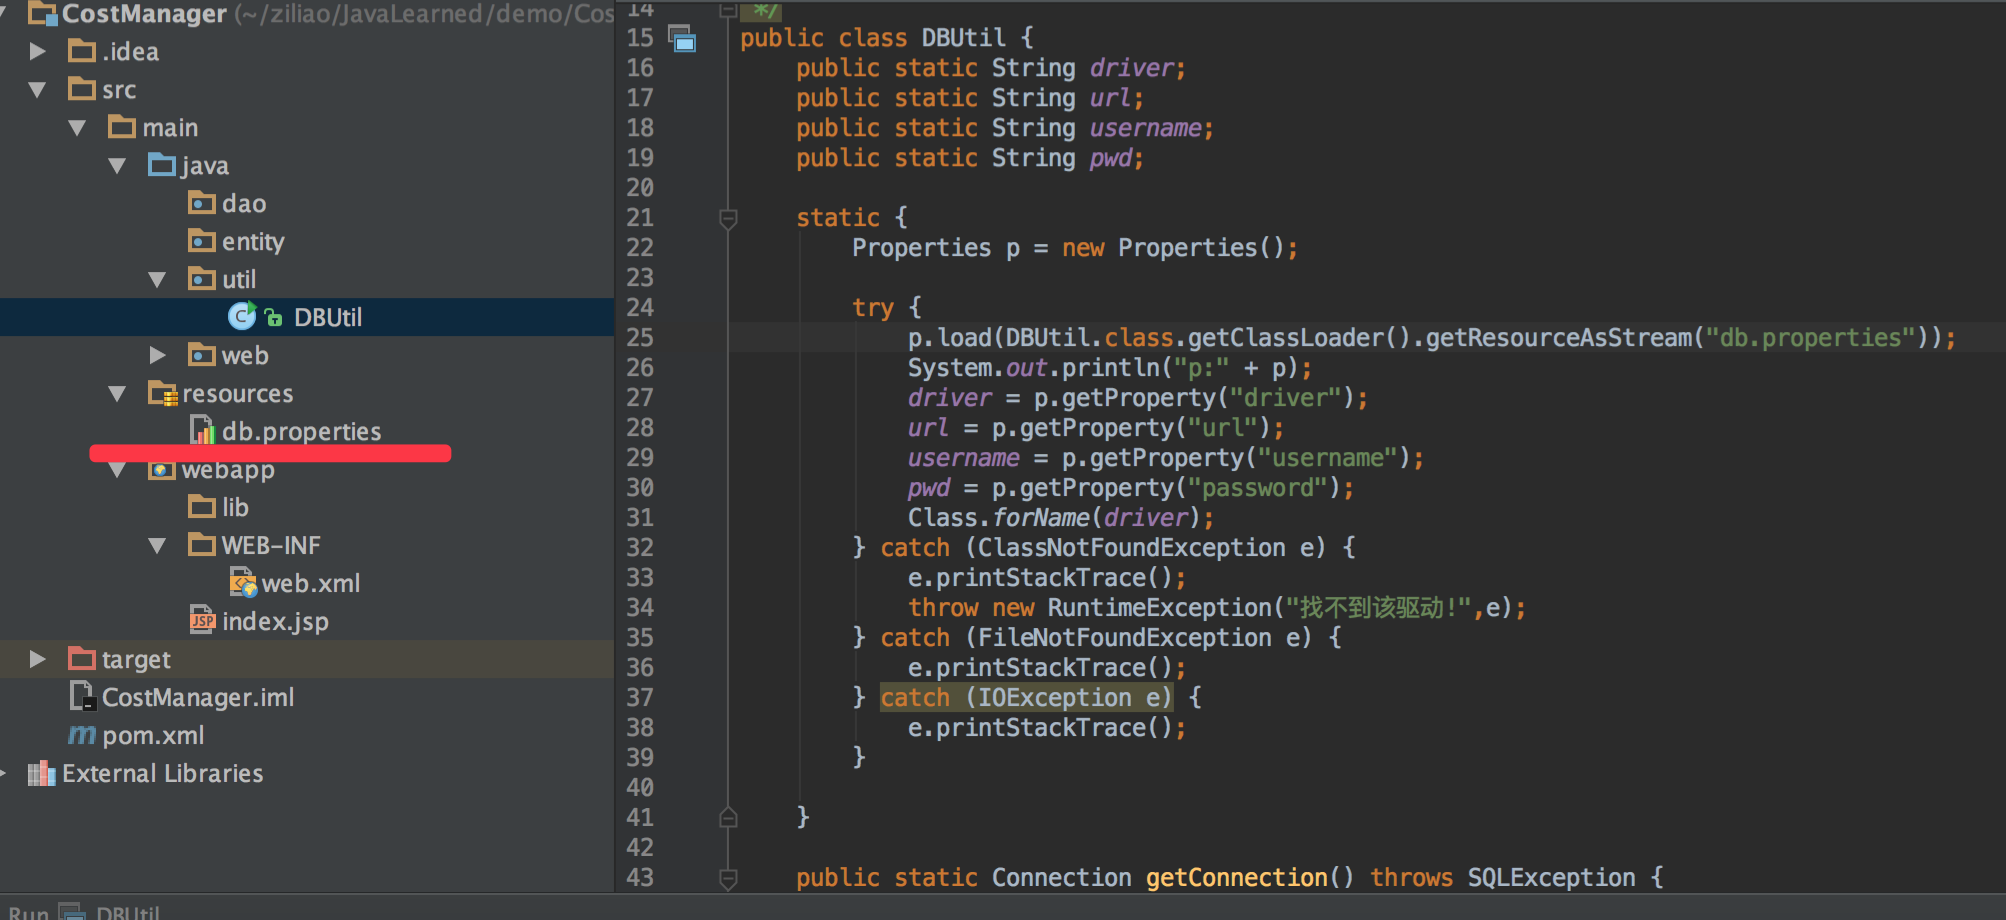 CostManager (~/ziliao/JavaLearned/demo/Cos
.idea
src
main
java
dao
entity
util
DBUtil
web
resources
db.properties
webapp
lib
WEB-INF
web.xml
index.jsp
target
CostManager.iml
pom.xml
External Libraries
14 */
15 public class DBUtil {
16 public static String driver;
17 public static String url;
18 public static String username;
19 public static String pwd;
20
21 static {
22 Properties p = new Properties();
23
24 try {
25 p.load(DBUtil.class.getClassLoader().getResourceAsStream("db.properties"));
26 System.out.println("p:" + p);
27 driver = p.getProperty("driver");
28 url = p.getProperty("url");
29 username = p.getProperty("username");
30 pwd = p.getProperty("password");
31 Class.forName(driver);
32 } catch (ClassNotFoundException e) {
33 e.printStackTrace();
34 throw new RuntimeException("找不到该驱动!",e);
35 } catch (FileNotFoundException e) {
36 e.printStackTrace();
37 } catch (IOException e) {
38 e.printStackTrace();
39 }
40
41 }
42
43 public static Connection getConnection() throws SQLException {
Run DBUtil